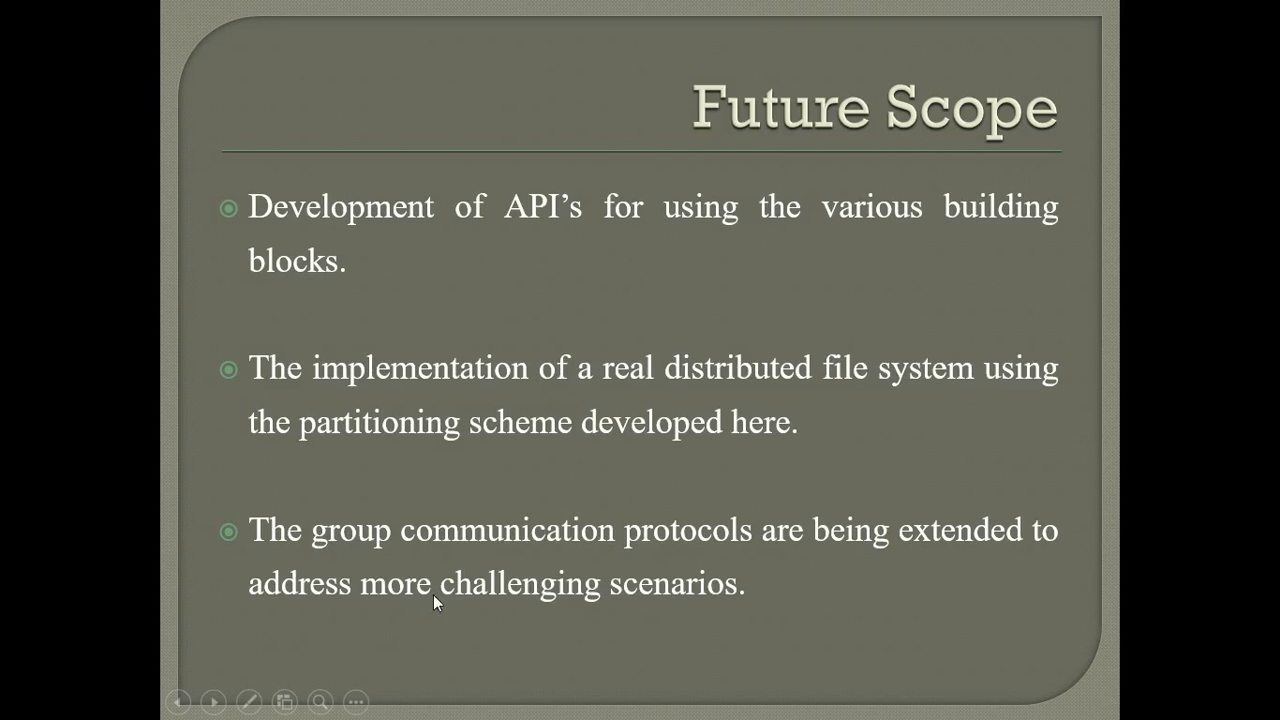 Future Scope
Development of API’s for using the various building
blocks.
The implementation of a real distributed file system using
the partitioning scheme developed here.
The group communication protocols are being extended to
address more challenging scenarios.